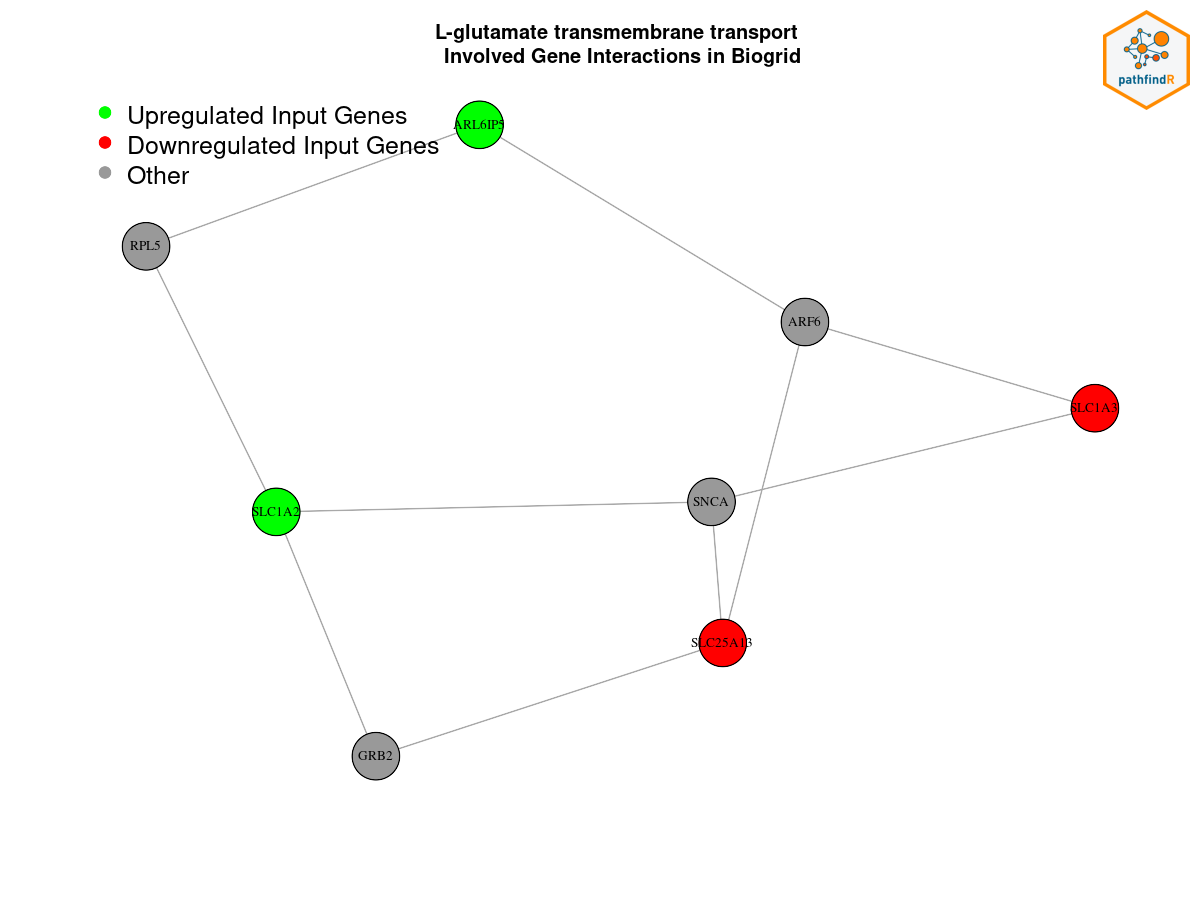 L-glutamate transmembrane transport
Involved Gene Interactions in Biogrid
pathfindR
Upregulated Input Genes
Downregulated Input Genes
Other
ARL6IP5
RPL5
ARF6
SLC1A3
SNCA
SLC1A2
SLC25A13
GRB2